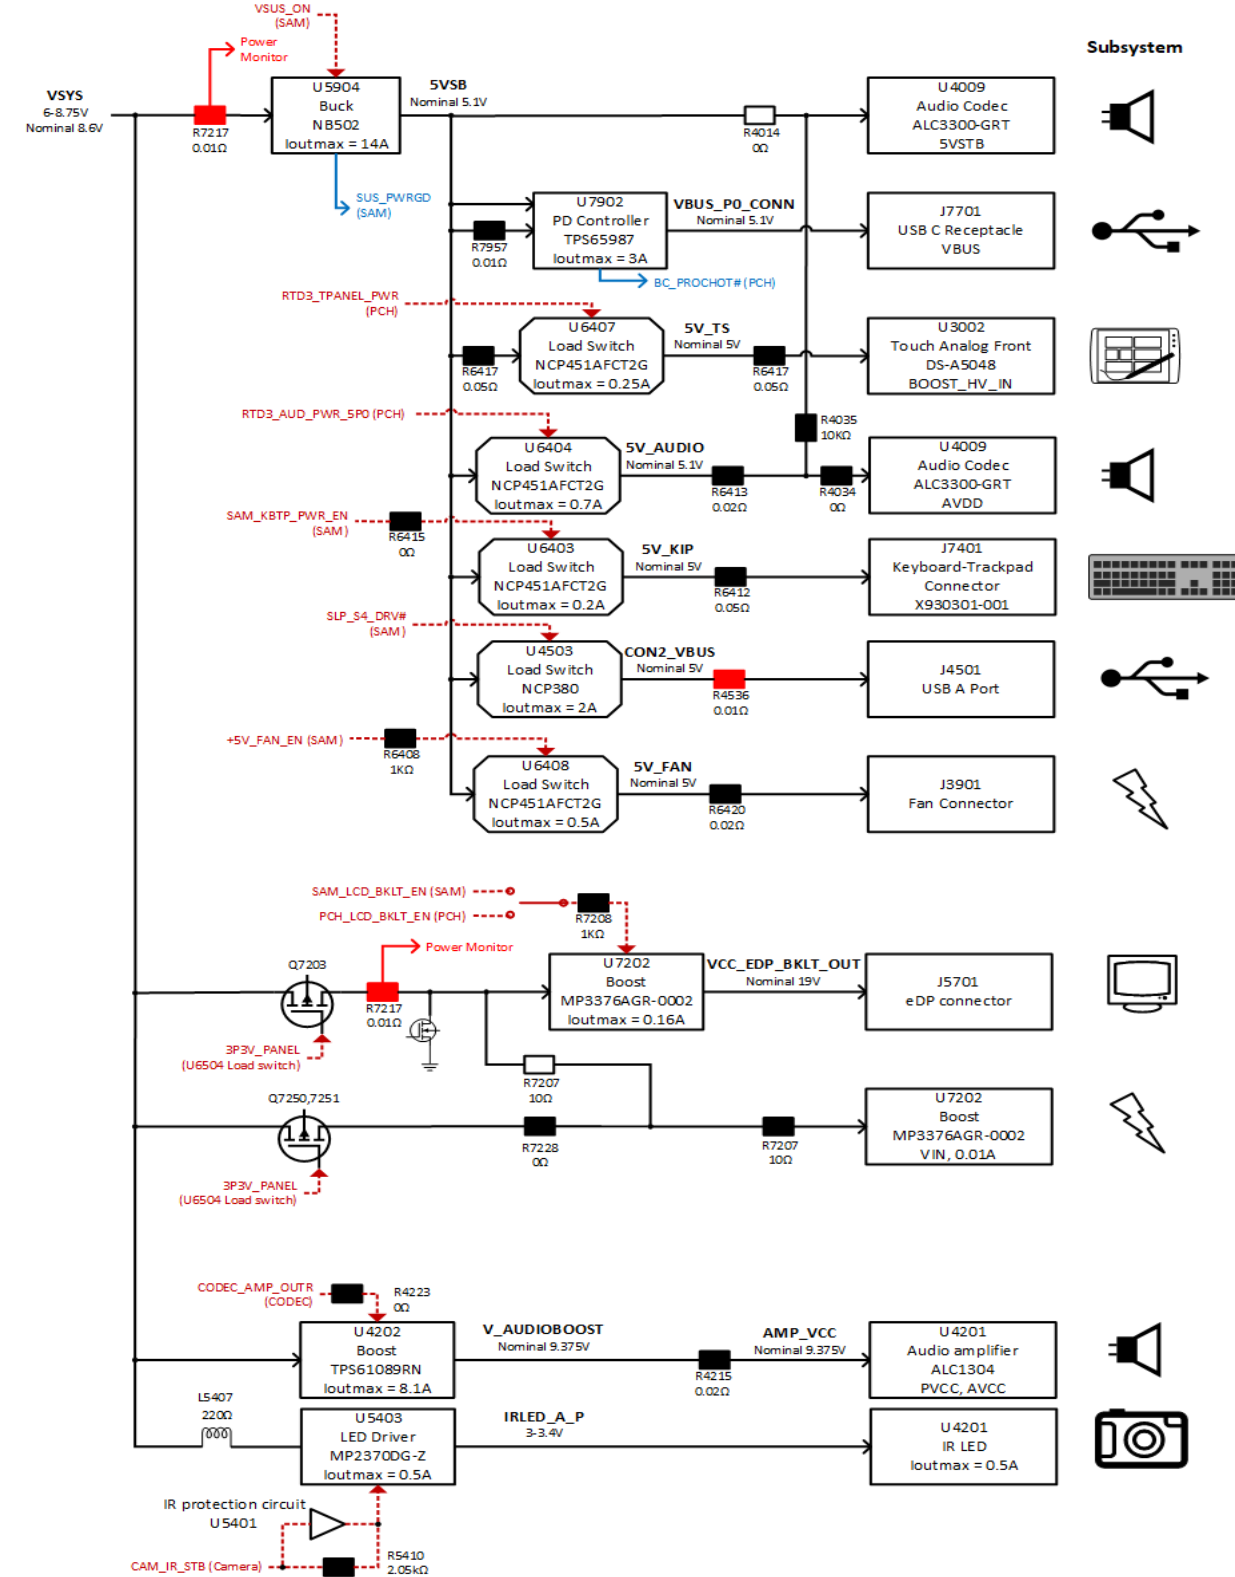 VSUS_ON
(SAM)
Power
Monitor
Subsystem
VSYS
6-8.75V
Nominal 8.6V
R7217
0.01Ω
U5904
Buck
NB502
Ioutmax = 14A
5VSB
Nominal 5.1V
R4014
0Ω
U4009
Audio Codec
ALC3300-GRT
5VSTB
SUS_PWRGD
(SAM)
R7957
0.01Ω
U7902
PD Controller
TPS65987
Ioutmax = 3A
VBUS_P0_CONN
Nominal 5.1V
J7701
USB C Receptacle
VBUS
BC_PROCHOT# (PCH)
RTD3_TPANEL_PWR
(PCH)
R6417
0.05Ω
U6407
Load Switch
NCP451AFCT2G
Ioutmax = 0.25A
5V_TS
Nominal 5V
R6417
0.05Ω
U3002
Touch Analog Front
DS-A5048
BOOST_HV_IN
RTD3_AUD_PWR_5P0 (PCH)
R4035
10KΩ
U6404
Load Switch
NCP451AFCT2G
Ioutmax = 0.7A
5V_AUDIO
Nominal 5.1V
R6413
0.02Ω
R4034
0Ω
U4009
Audio Codec
ALC3300-GRT
AVDD
SAM_KBTP_PWR_EN
(SAM)
R6415
0Ω
U6403
Load Switch
NCP451AFCT2G
Ioutmax = 0.2A
5V_KIP
Nominal 5V
R6412
0.05Ω
J7401
Keyboard-Trackpad
Connector
X930301-001
SLP_S4_DRV#
(SAM)
U4503
Load Switch
NCP380
Ioutmax = 2A
CON2_VBUS
Nominal 5V
R4536
0.01Ω
J4501
USB A Port
+5V_FAN_EN (SAM)
R6408
1KΩ
U6408
Load Switch
NCP451AFCT2G
Ioutmax = 0.5A
5V_FAN
Nominal 5V
R6420
0.02Ω
J3901
Fan Connector
SAM_LCD_BKLT_EN (SAM)
PCH_LCD_BKLT_EN (PCH)
R7208
1KΩ
Power Monitor
Q7203
R7217
0.01Ω
U7202
Boost
MP3376AGR-0002
Ioutmax = 0.16A
VCC_EDP_BKLT_OUT
Nominal 19V
J5701
eDP connector
3P3V_PANEL
(U6504 Load switch)
R7207
10Ω
Q7250,7251
R7228
0Ω
R7207
10Ω
U7202
Boost
MP3376AGR-0002
VIN, 0.01A
3P3V_PANEL
(U6504 Load switch)
CODEC_AMP_OUTR
(CODEC)
R4223
0Ω
U4202
Boost
TPS61089RN
Ioutmax = 8.1A
V_AUDIOBOOST
Nominal 9.375V
R4215
0.02Ω
AMP_VCC
Nominal 9.375V
U4201
Audio amplifier
ALC1304
PVCC, AVCC
L5407
220Ω
U5403
LED Driver
MP2370DG-Z
Ioutmax = 0.5A
IRLED_A_P
3-3.4V
U4201
IR LED
Ioutmax = 0.5A
IR protection circuit
U5401
CAM_IR_STB (Camera)
R5410
2.05kΩ